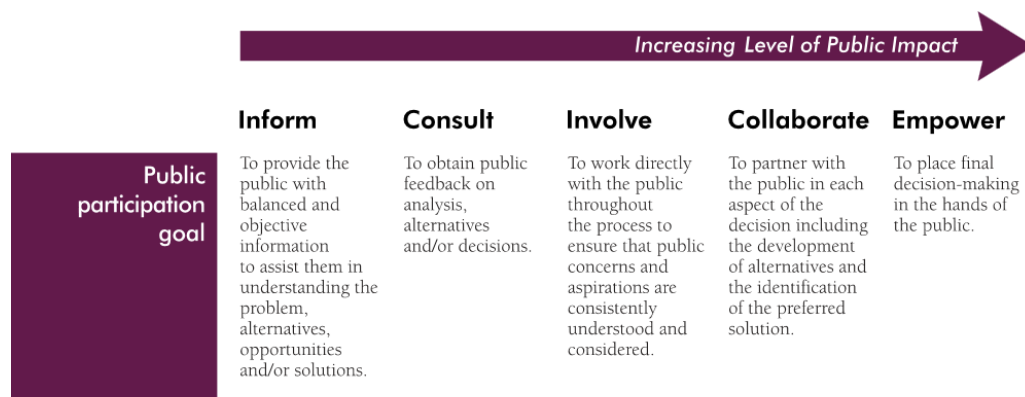 Increasing Level of Public Impact
Inform
Consult
Involve
Collaborate
Empower
Public
participation
goal
To provide the
public with
balanced and
objective
information
to assist them in
understanding the
problem,
alternatives,
opportunities
and/or solutions.
To obtain public
feedback on
analysis,
alternatives
and/or decisions.
To work directly
with the public
throughout
the process to
ensure that public
concerns and
aspirations are
consistently
understood and
considered.
To partner with
the public in each
aspect of the
decision including
the development
of alternatives and
the identification
of the preferred
solution.
To place final
decision-making
in the hands of
the public.